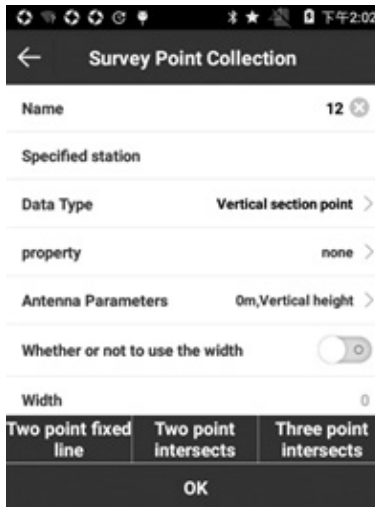 下午2:02
Survey Point Collection
Name 12
Specified station
Data Type Vertical section point
property none
Antenna Parameters 0m,Vertical height
Whether or not to use the width
Width 0
Two point fixed line
Two point intersects
Three point intersects
OK